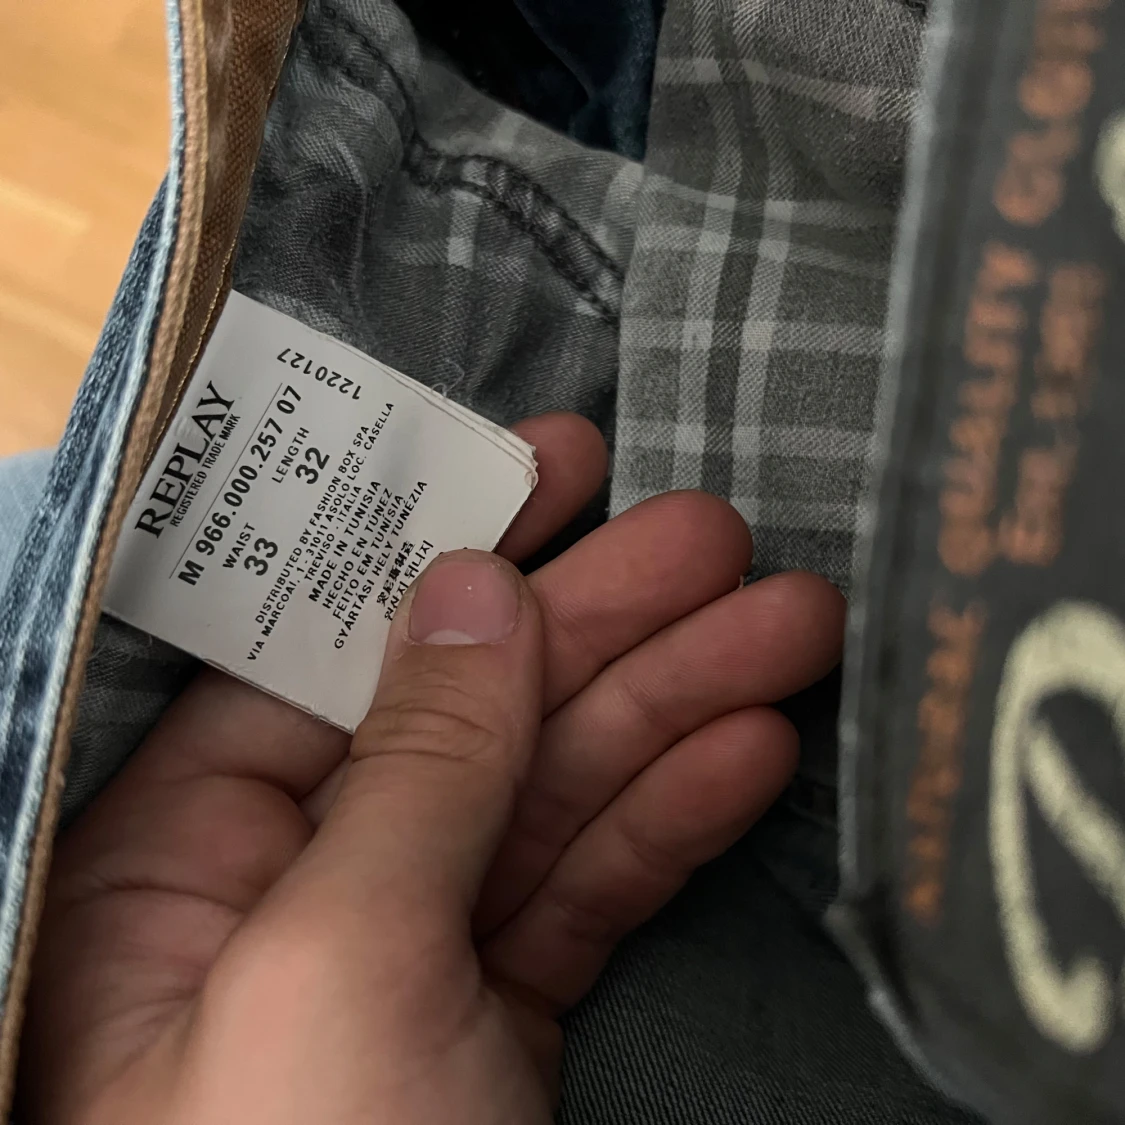 REPLAY
REGISTERED TRADE MARK
M 966.000.257 07
WAIST LENGTH
33 32
DISTRIBUTED BY FASHION BOX SPA
VIA MARCOAI, 1, 31011 ASOLO LOC. CASELLA
TREVISO - ITALIA
MADE IN TUNISIA
HECHO EN TÚNEZ
FEITO EM TUNISIA
GYÁRTÁSI HELY TUNÉZIA
1220127
QUALITY